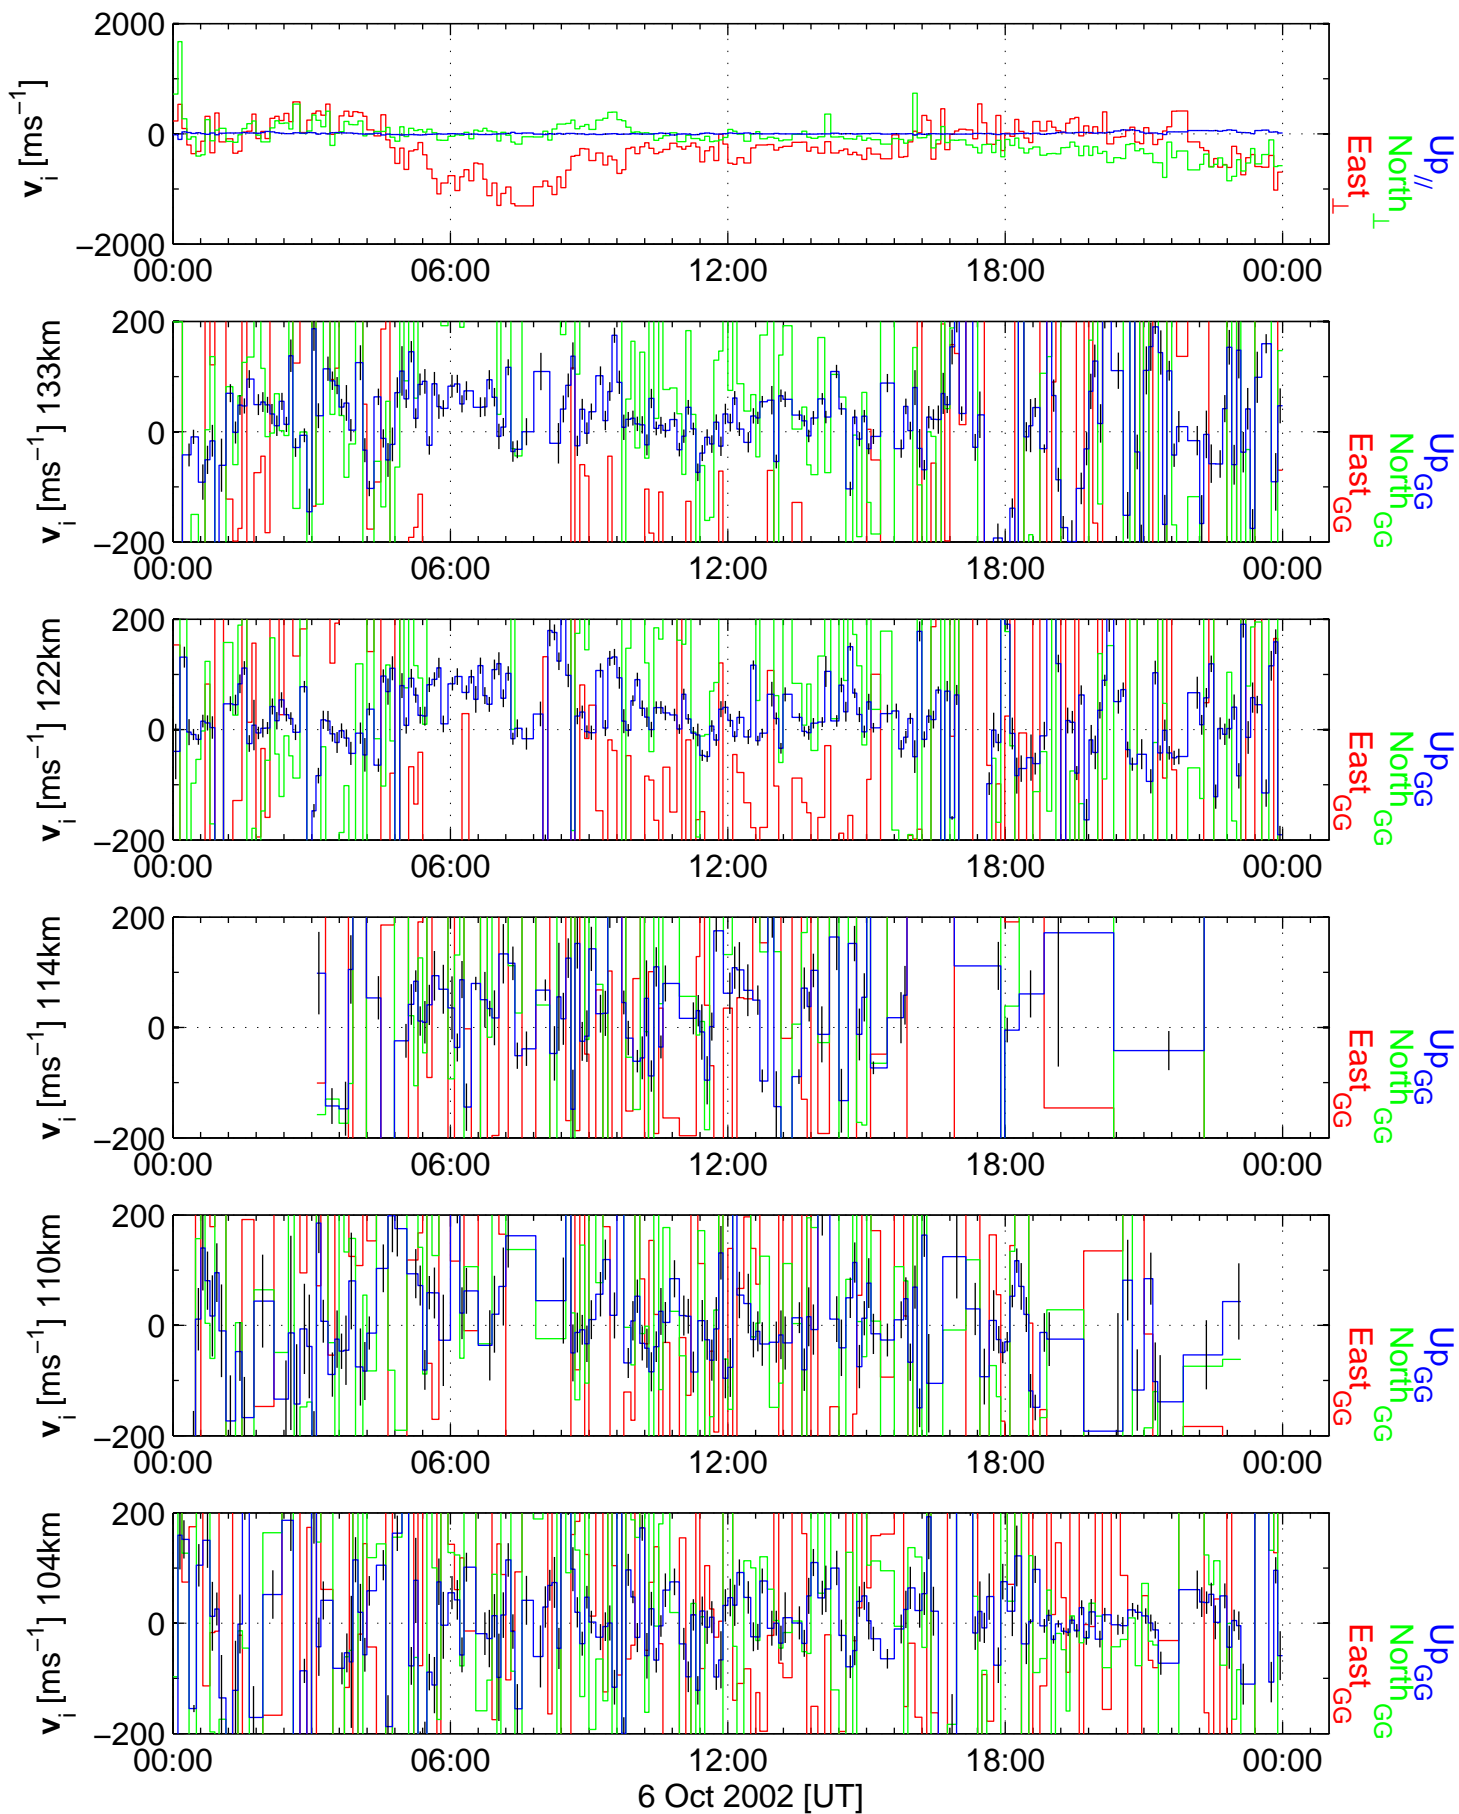 2000
0
−2000
v_i [ms^−1]
00:00 06:00 12:00 18:00 00:00
East_⊥
North_⊥
Up_//
200
0
−200
v_i [ms^−1] 133km
00:00 06:00 12:00 18:00 00:00
East_GG
North_GG
Up_GG
200
0
−200
v_i [ms^−1] 122km
00:00 06:00 12:00 18:00 00:00
East_GG
North_GG
Up_GG
200
0
−200
v_i [ms^−1] 114km
00:00 06:00 12:00 18:00 00:00
East_GG
North_GG
Up_GG
200
0
−200
v_i [ms^−1] 110km
00:00 06:00 12:00 18:00 00:00
East_GG
North_GG
Up_GG
200
0
−200
v_i [ms^−1] 104km
00:00 06:00 12:00 18:00 00:00
East_GG
North_GG
Up_GG
6 Oct 2002 [UT]